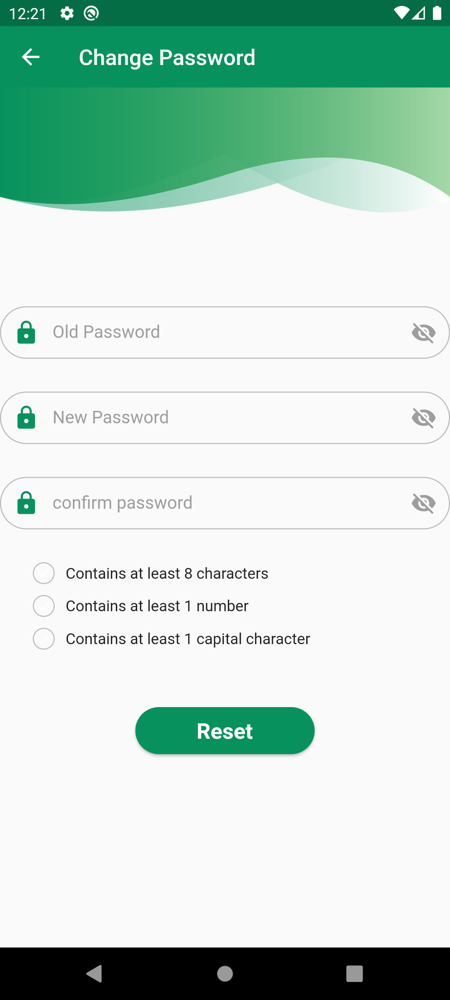 12:21
Change Password
Old Password
New Password
confirm password
Contains at least 8 characters
Contains at least 1 number
Contains at least 1 capital character
Reset